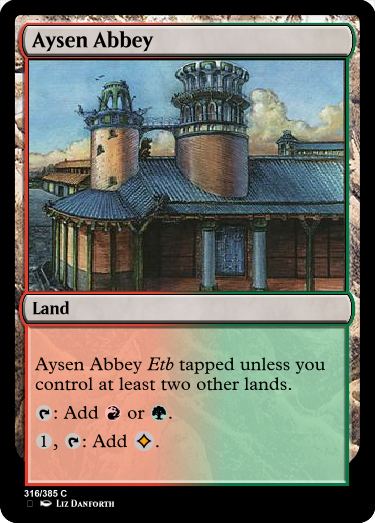 Aysen Abbey
Land
Aysen Abbey Etb tapped unless you
control at least two other lands.
: Add or .
1, : Add .
316/385 C
Liz Danforth